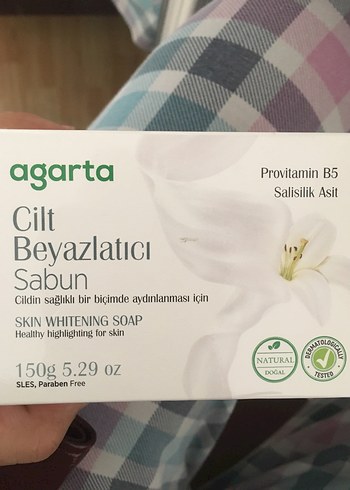 agarta
Provitamin B5
Salisilik Asit
Cilt
Beyazlatıcı
Sabun
Cildin sağlıklı bir biçimde aydınlanması için
SKIN WHITENING SOAP
Healthy highlighting for skin
150g 5.29 oz
SLES, Paraben Free
NATURAL
DOĞAL
DERMATOLOGICALLY
TESTED